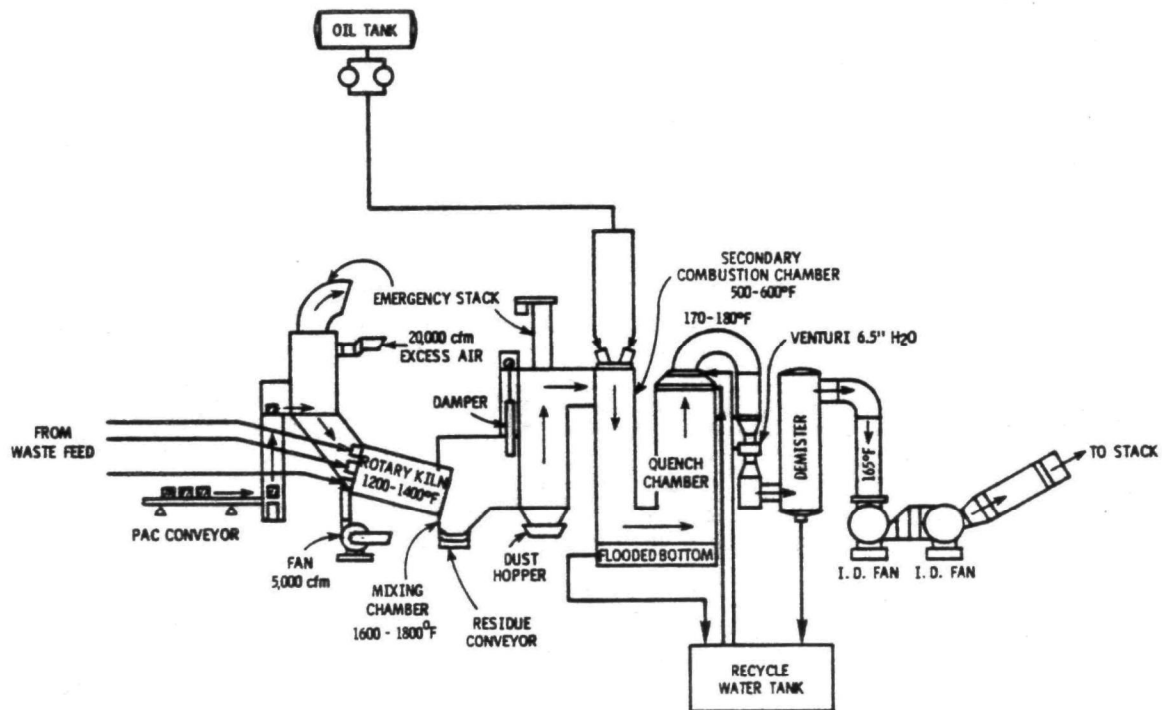 OIL TANK
EMERGENCY STACK
20,000 cfm
EXCESS AIR
SECONDARY
COMBUSTION CHAMBER
500-600°F
170-180°F
VENTURI 6.5" H2O
DAMPER
FROM
WASTE FEED
ROTARY KILN
1200-1400°F
QUENCH
CHAMBER
DEMISTER
165°F
TO STACK
PAC CONVEYOR
FAN
5,000 cfm
DUST
HOPPER
FLOODED BOTTOM
I. D. FAN
I. D. FAN
MIXING
CHAMBER
1600 - 1800°F
RESIDUE
CONVEYOR
RECYCLE
WATER TANK